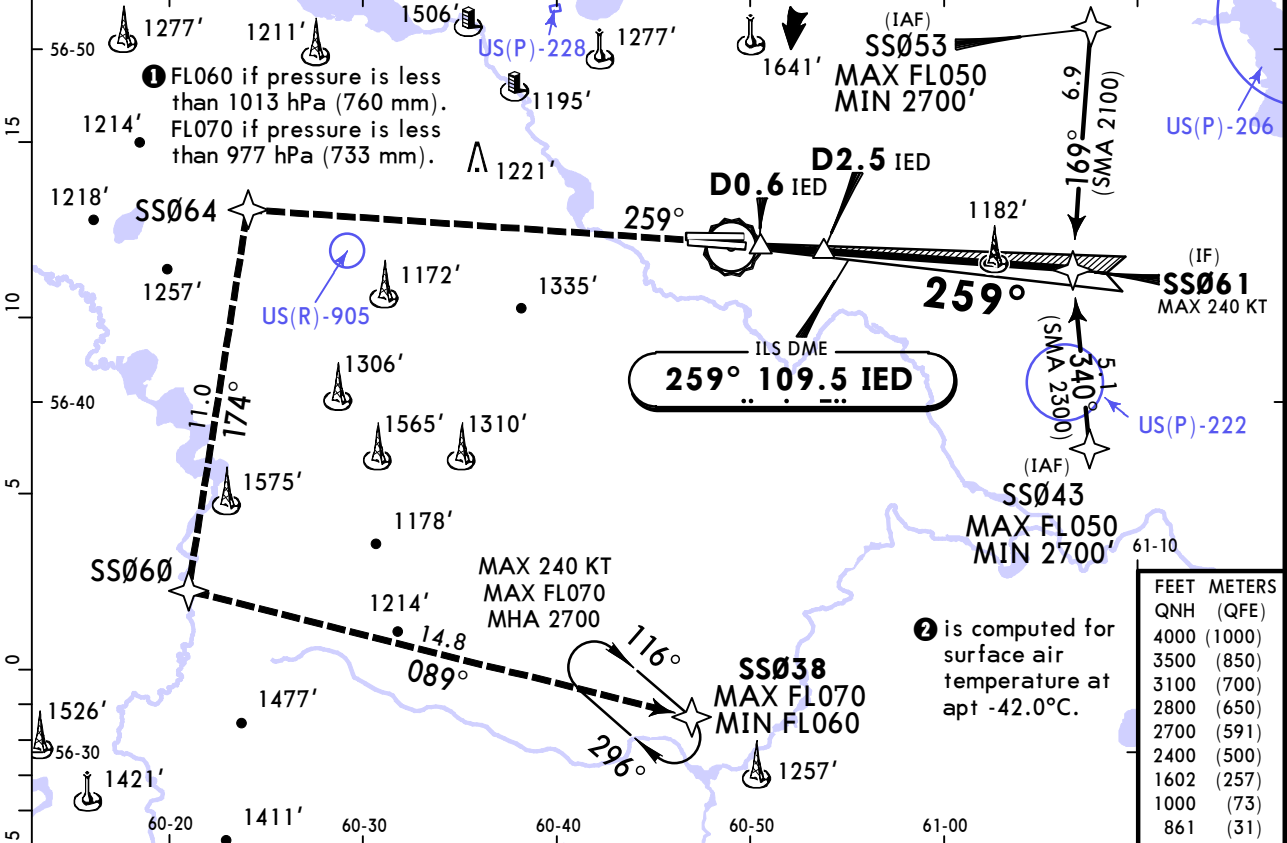 56-50
1277'
1211'
1506'
US(P)-228
1277'
1641'
(IAF)
SSØ53
MAX FL050
MIN 2700'
6.9
(SMA 2100)
169°
US(P)-206
1 FL060 if pressure is less
than 1013 hPa (760 mm).
FL070 if pressure is less
than 977 hPa (733 mm).
1195'
15
1214'
1221'
D2.5 IED
D0.6 IED
1218'
SSØ64
259°
1182'
(IF)
SSØ61
MAX 240 KT
1257'
1172'
1335'
259°
10
US(R)-905
ILS DME
259° 109.5 IED
1306'
(SMA 2300)
340°
5.1
US(P)-222
56-40
11.0
174°
1565'
1310'
(IAF)
SSØ43
MAX FL050
MIN 2700'
5
1575'
1178'
61-10
SSØ60
MAX 240 KT
MAX FL070
MHA 2700
1214'
14.8
089°
116°
296°
SSØ38
MAX FL070
MIN FL060
2 is computed for
surface air
temperature at
apt -42.0°C.
FEET METERS
QNH (QFE)
4000 (1000)
3500 (850)
3100 (700)
2800 (650)
2700 (591)
2400 (500)
1602 (257)
1000 (73)
861 (31)
0
1477'
1526'
56-30
1421'
1257'
1411'
5
60-20
60-30
60-40
60-50
61-00